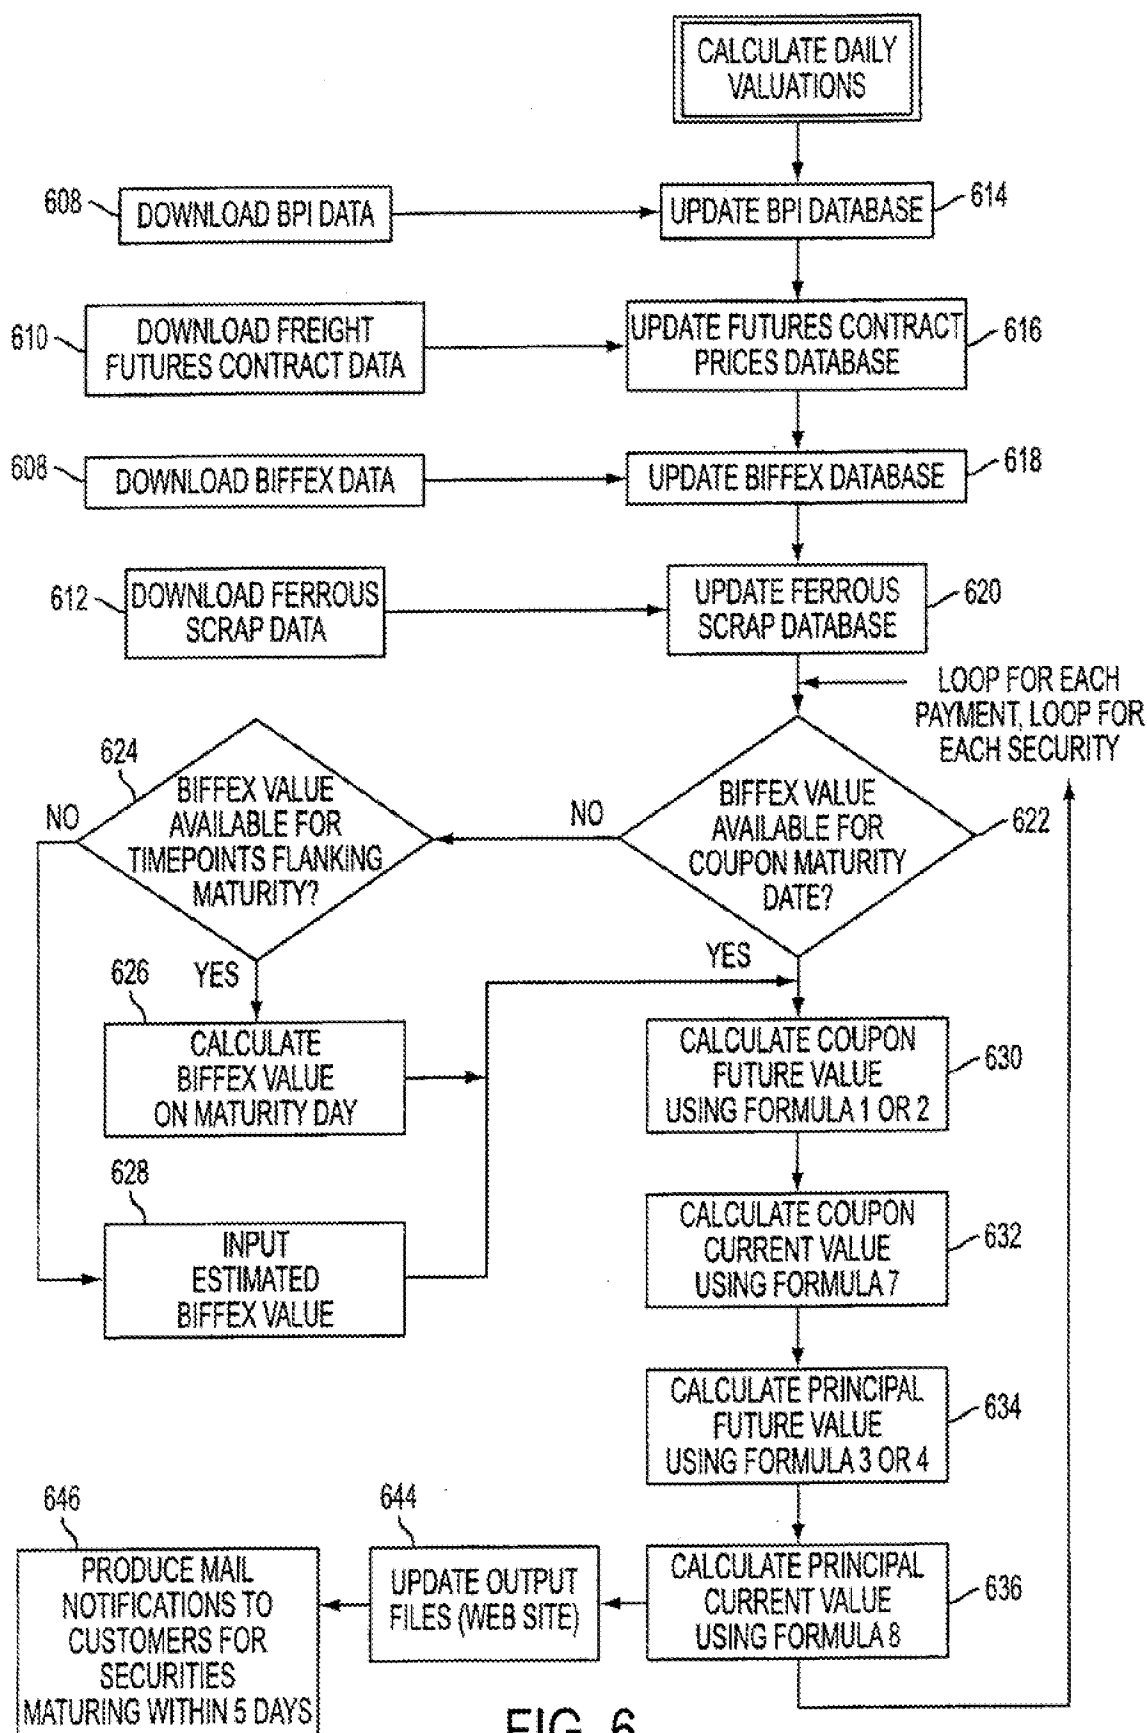 CALCULATE DAILY
VALUATIONS
608
DOWNLOAD BPI DATA
UPDATE BPI DATABASE
614
610
DOWNLOAD FREIGHT
FUTURES CONTRACT DATA
UPDATE FUTURES CONTRACT
PRICES DATABASE
616
608
DOWNLOAD BIFFEX DATA
UPDATE BIFFEX DATABASE
618
612
DOWNLOAD FERROUS
SCRAP DATA
UPDATE FERROUS
SCRAP DATABASE
620
LOOP FOR EACH
PAYMENT, LOOP FOR
EACH SECURITY
624
BIFFEX VALUE
AVAILABLE FOR
TIMEPOINTS FLANKING
MATURITY?
NO
YES
NO
BIFFEX VALUE
AVAILABLE FOR
COUPON MATURITY
DATE?
622
YES
626
CALCULATE
BIFFEX VALUE
ON MATURITY DAY
628
INPUT
ESTIMATED
BIFFEX VALUE
CALCULATE COUPON
FUTURE VALUE
USING FORMULA 1 OR 2
630
CALCULATE COUPON
CURRENT VALUE
USING FORMULA 7
632
CALCULATE PRINCIPAL
FUTURE VALUE
USING FORMULA 3 OR 4
634
CALCULATE PRINCIPAL
CURRENT VALUE
USING FORMULA 8
636
644
UPDATE OUTPUT
FILES (WEB SITE)
646
PRODUCE MAIL
NOTIFICATIONS TO
CUSTOMERS FOR
SECURITIES
MATURING WITHIN 5 DAYS
FIG. 6